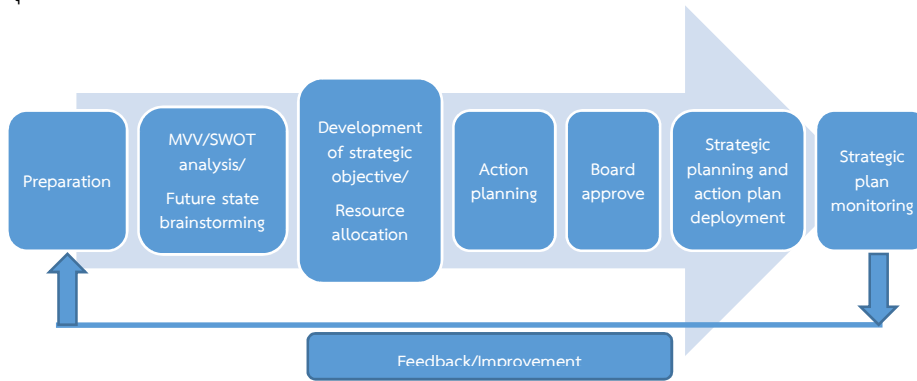 Preparation
MVV/SWOT
analysis/
Future state
brainstorming
Development
of strategic
objective/
Resource
allocation
Action
planning
Board
approve
Strategic
planning and
action plan
deployment
Strategic
plan
monitoring
Feedback/Improvement